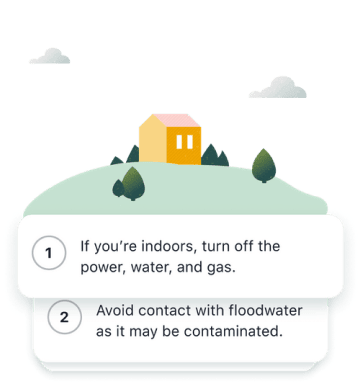 1
If you’re indoors, turn off the
power, water, and gas.
2
Avoid contact with floodwater
as it may be contaminated.